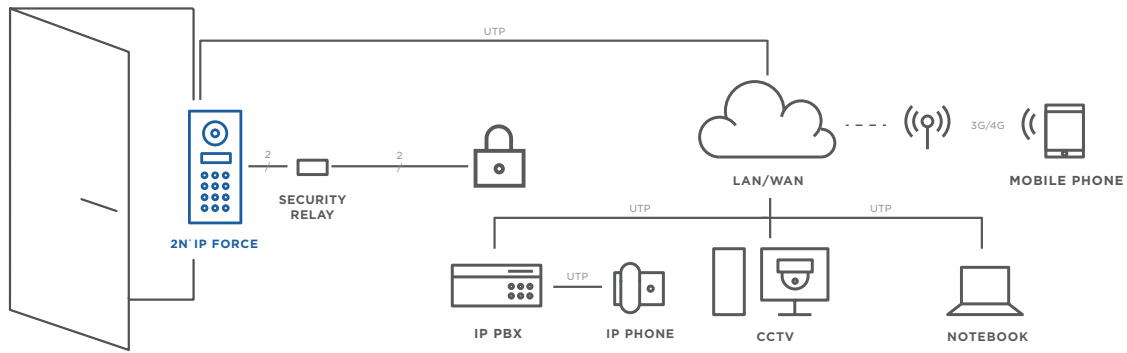 UTP
2
2
3G/4G
SECURITY
RELAY
LAN/WAN
MOBILE PHONE
UTP
UTP
2N® IP FORCE
UTP
IP PBX
IP PHONE
CCTV
NOTEBOOK